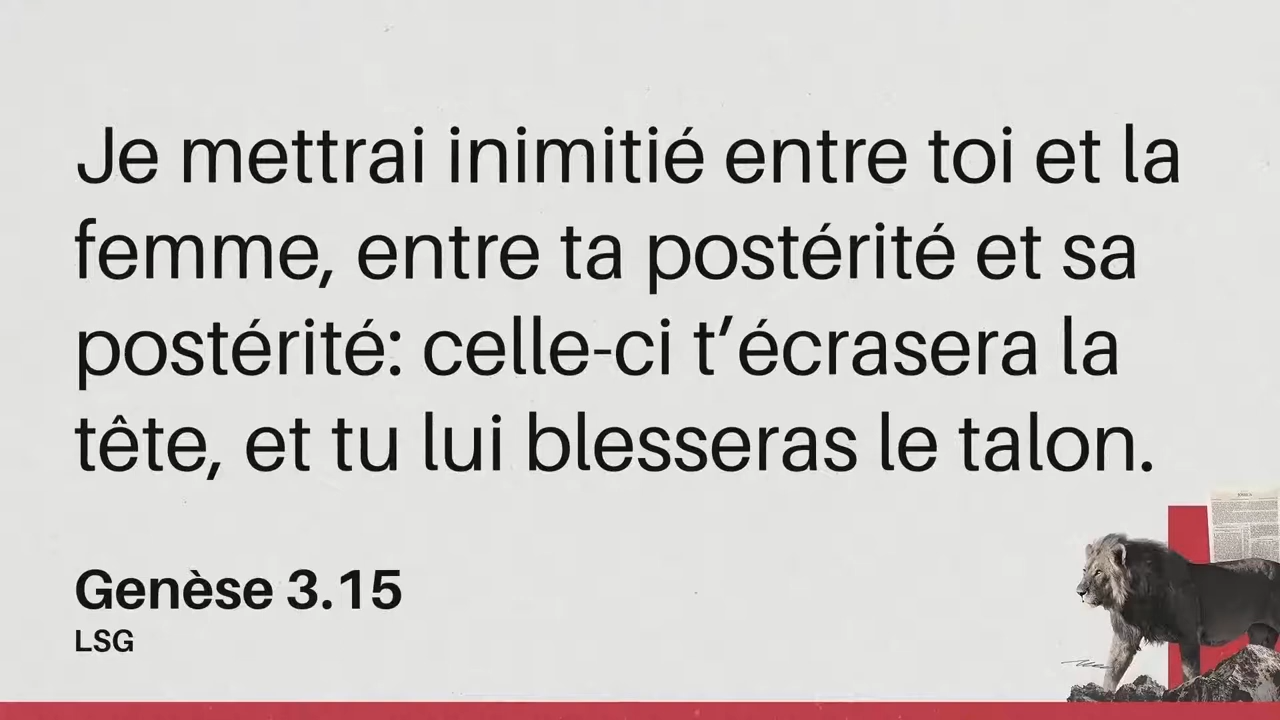 Je mettrai inimitié entre toi et la
femme, entre ta postérité et sa
postérité: celle-ci t’écrasera la
tête, et tu lui blesseras le talon.
Genèse 3.15
LSG